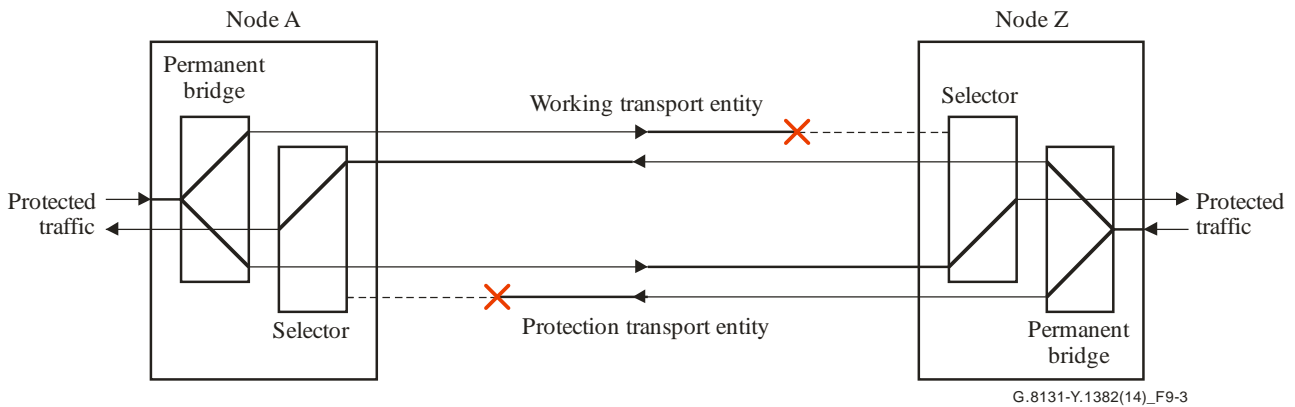 Node A
Node Z
Permanent
bridge
Working transport entity
Selector
Protected
traffic
Protected
traffic
Selector
Protection transport entity
Permanent
bridge
G.8131-Y.1382(14)_F9-3